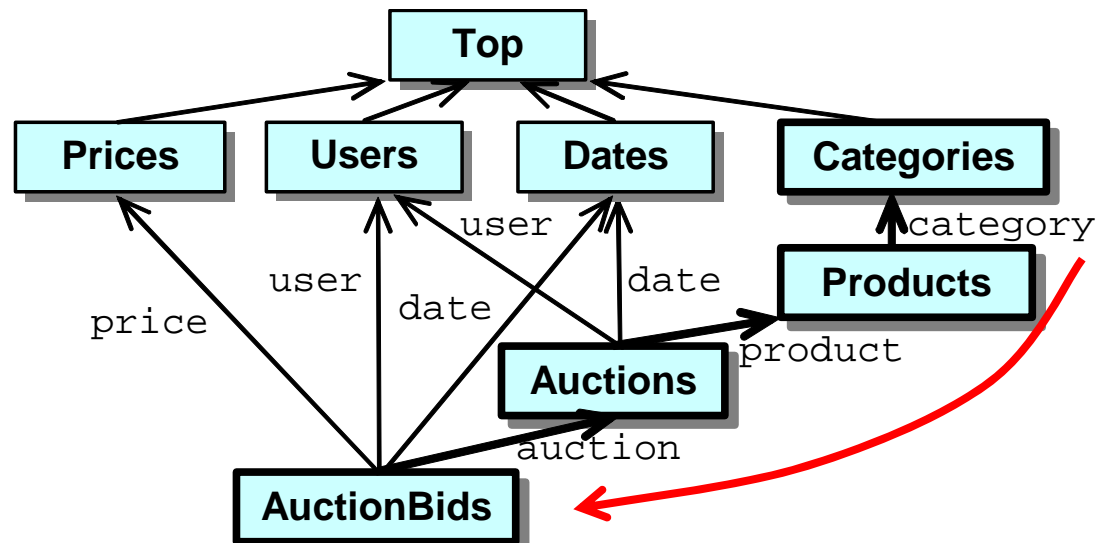 Top
Prices
Users
Dates
Categories
user
category
user
date
date
Products
price
product
Auctions
auction
AuctionBids